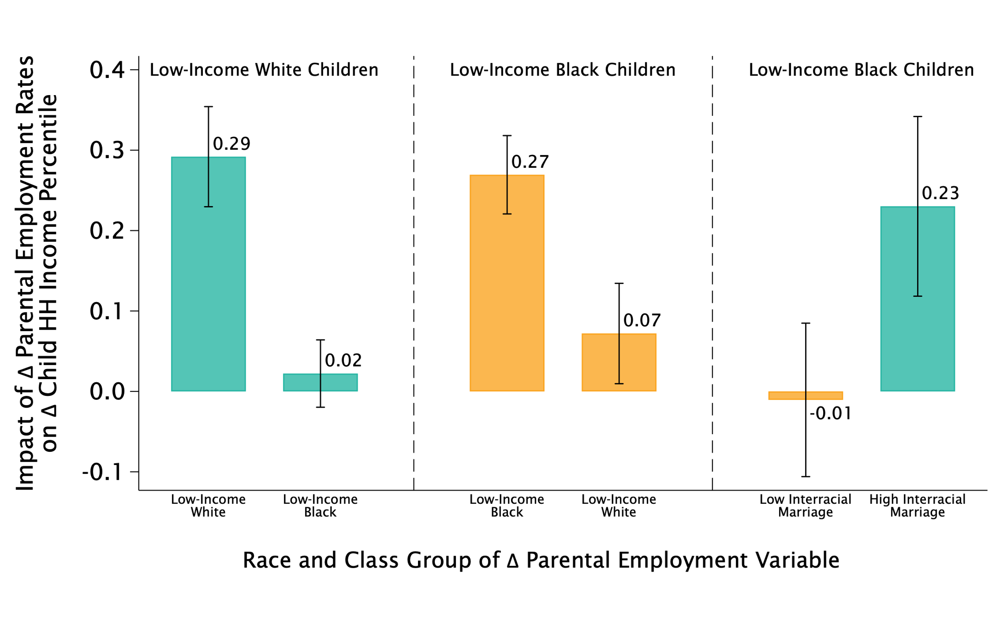 Impact of Δ Parental Employment Rates
on Δ Child HH Income Percentile
0.4
0.3
0.2
0.1
0.0
-0.1
Low-Income White Children
0.29
0.02
Low-Income
White
Low-Income
Black
Low-Income Black Children
0.27
0.07
Low-Income
Black
Low-Income
White
Low-Income Black Children
-0.01
0.23
Low Interracial
Marriage
High Interracial
Marriage
Race and Class Group of Δ Parental Employment Variable